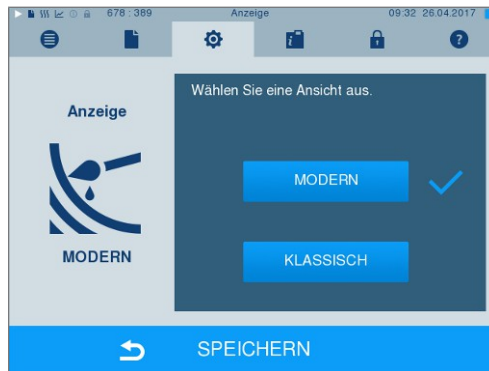 678 : 389 Anzeige 09:32 26.04.2017
Anzeige
MODERN
Wählen Sie eine Ansicht aus.
MODERN
KLASSISCH
SPEICHERN